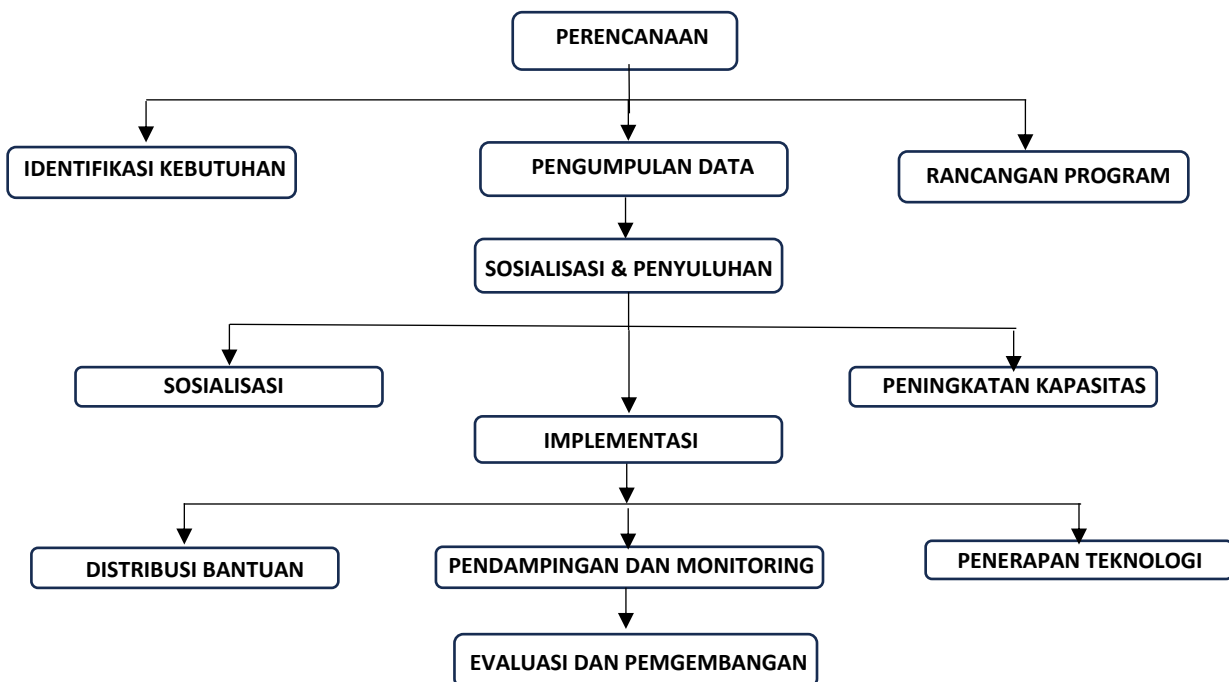 PERENCANAAN
IDENTIFIKASI KEBUTUHAN
PENGUMPULAN DATA
RANCANGAN PROGRAM
SOSIALISASI & PENYULUHAN
SOSIALISASI
PENINGKATAN KAPASITAS
IMPLEMENTASI
DISTRIBUSI BANTUAN
PENDAMPINGAN DAN MONITORING
PENERAPAN TEKNOLOGI
EVALUASI DAN PEMGEMBANGAN